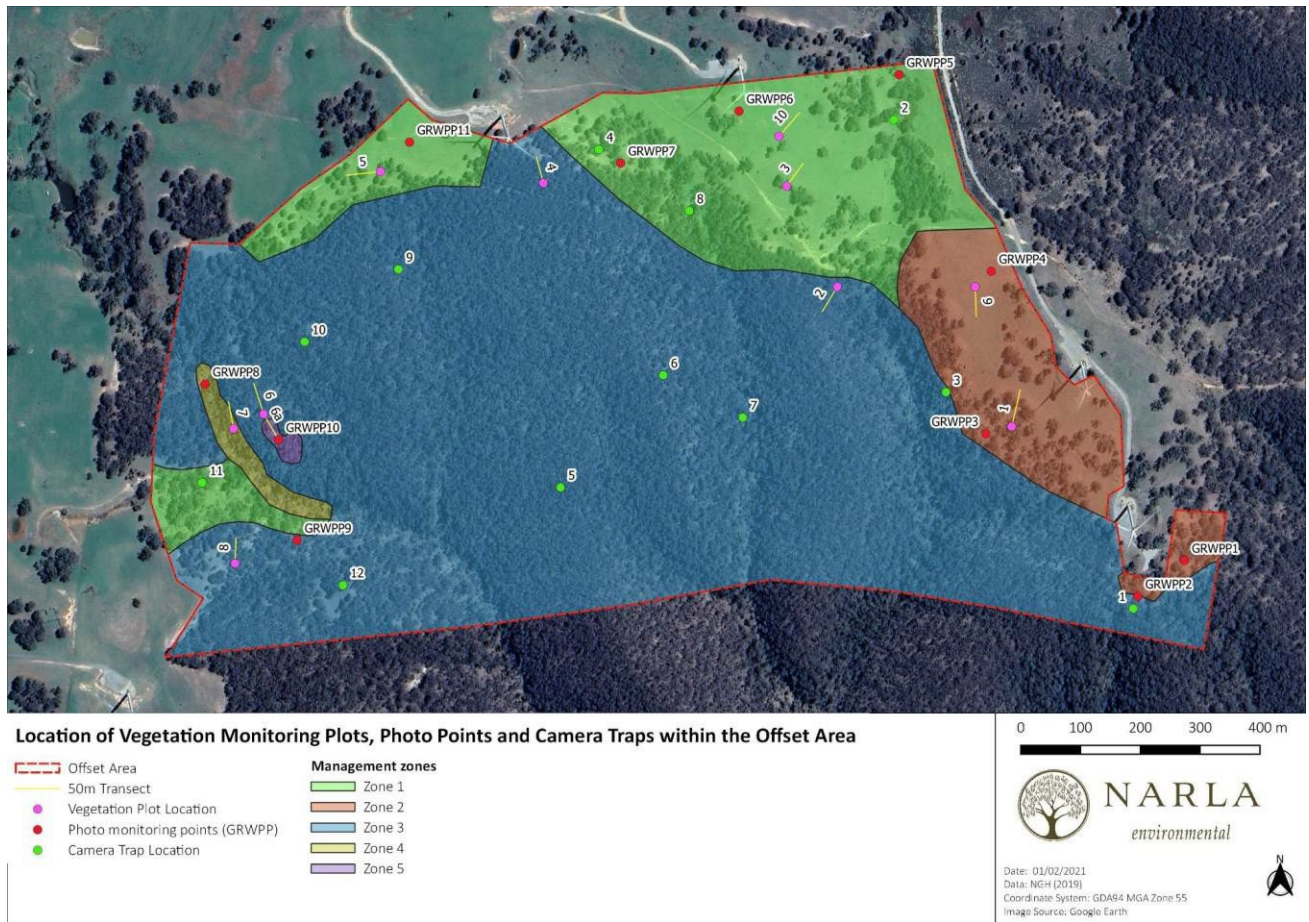 GRWPP5
GRWPP6
10
2
GRWPP11
4
GRWPP7
5
4
3
8
9
GRWPP4
2
9
10
6
3
GRWPP8
7
6
6a
GRWPP10
7
GRWPP3
1
11
5
GRWPP9
8
12
GRWPP1
GRWPP2
1
Location of Vegetation Monitoring Plots, Photo Points and Camera Traps within the Offset Area
Offset Area
50m Transect
Vegetation Plot Location
Photo monitoring points (GRWPP)
Camera Trap Location
Management zones
Zone 1
Zone 2
Zone 3
Zone 4
Zone 5
0 100 200 300 400 m
NARLA
environmental
Date: 01/02/2021
Data: NGH (2019)
Coordinate System: GDA94 MGA Zone 55
Image Source: Google Earth
N